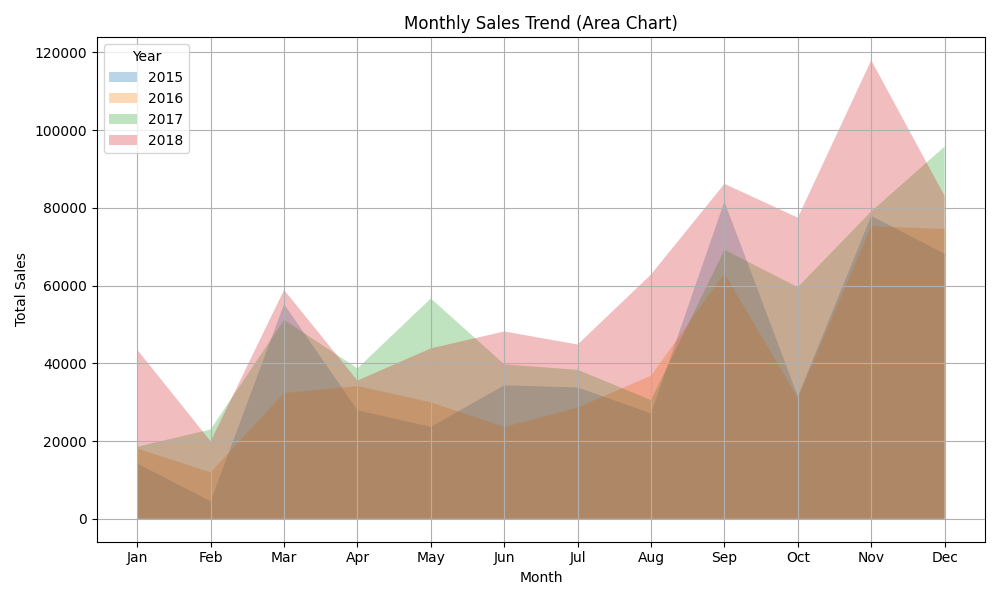 Monthly Sales Trend (Area Chart)
Year
2015
2016
2017
2018
120000
100000
80000
60000
40000
20000
0
Total Sales
Jan Feb Mar Apr May Jun Jul Aug Sep Oct Nov Dec
Month